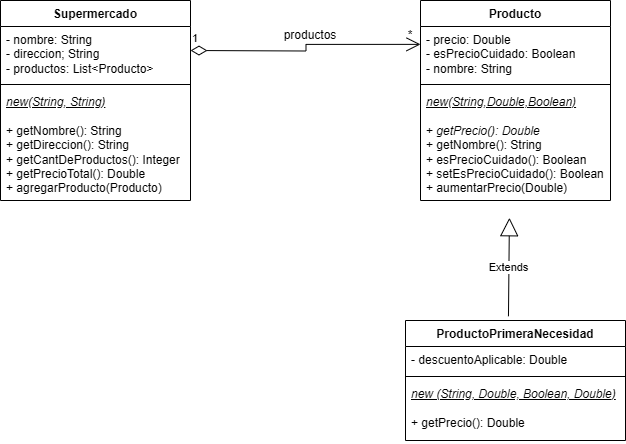 Supermercado
- nombre: String
- direccion; String
- productos: List<Producto>
new(String, String)
+ getNombre(): String
+ getDireccion(): String
+ getCantDeProductos(): Integer
+ getPrecioTotal(): Double
+ agregarProducto(Producto)
1
productos
*
Producto
- precio: Double
- esPrecioCuidado: Boolean
- nombre: String
new(String,Double,Boolean)
+ getPrecio(): Double
+ getNombre(): String
+ esPrecioCuidado(): Boolean
+ setEsPrecioCuidado(): Boolean
+ aumentarPrecio(Double)
Extends
ProductoPrimeraNecesidad
- descuentoAplicable: Double
new (String, Double, Boolean, Double)
+ getPrecio(): Double